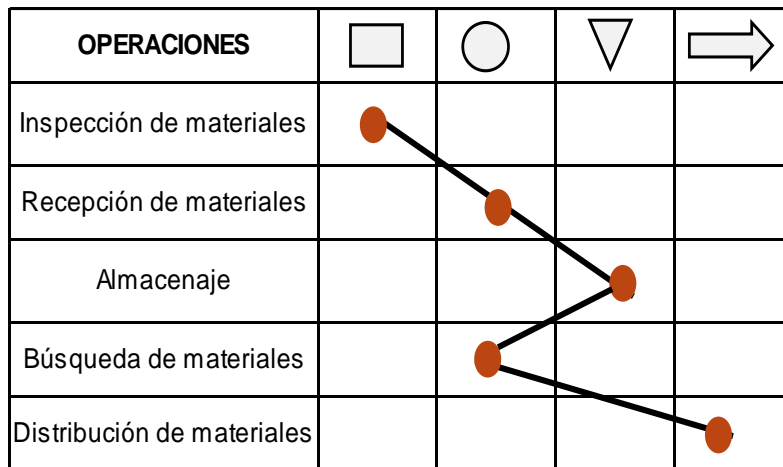 OPERACIONES
Inspección de materiales
Recepción de materiales
Almacenaje
Búsqueda de materiales
Distribución de materiales